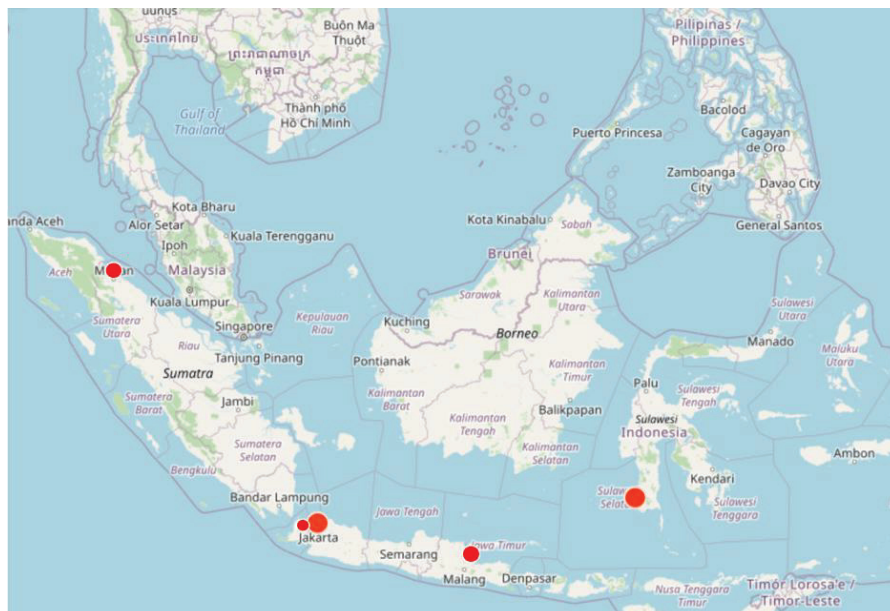 Buôn Ma
Thuột
ประเทศไทย
Pilipinas /
Philippines
Gulf of
Thailand
Thành phố
Hồ Chí Minh
Bacolod
Puerto Princesa
Cagayan
de Oro
Zamboanga
City
Davao City
General Santos
Kota Bharu
Alor Setar
Kuala Terengganu
Ipoh
Malaysia
Kuala Lumpur
Kota Kinabalu
Sabah
Brunei
anda Aceh
Aceh
Sumatera
Utara
Singapore
Tanjung Pinang
Kepulauan
Riau
Riau
Kuching
Sarawak
Kalimantan
Utara
Borneo
Sulawesi
Utara
Manado
Maluku
Utara
Sumatra
Pontianak
Kalimantan
Timur
Palu
Sulawesi
Tengah
Sumatera
Barat
Jambi
Kalimantan
Barat
Balikpapan
Sulawesi
Indonesia
Kalimantan
Tengah
Kalimantan
Selatan
Sumatera
Selatan
Bengkulu
Ambon
Kendari
Sulawesi
Tenggara
Bandar Lampung
Jawa Tengah
Jakarta
Semarang
Jawa Timur
Malang
Denpasar
Nusa Tenggara
Timur
Timór Lorosa'e /
Timor-Leste